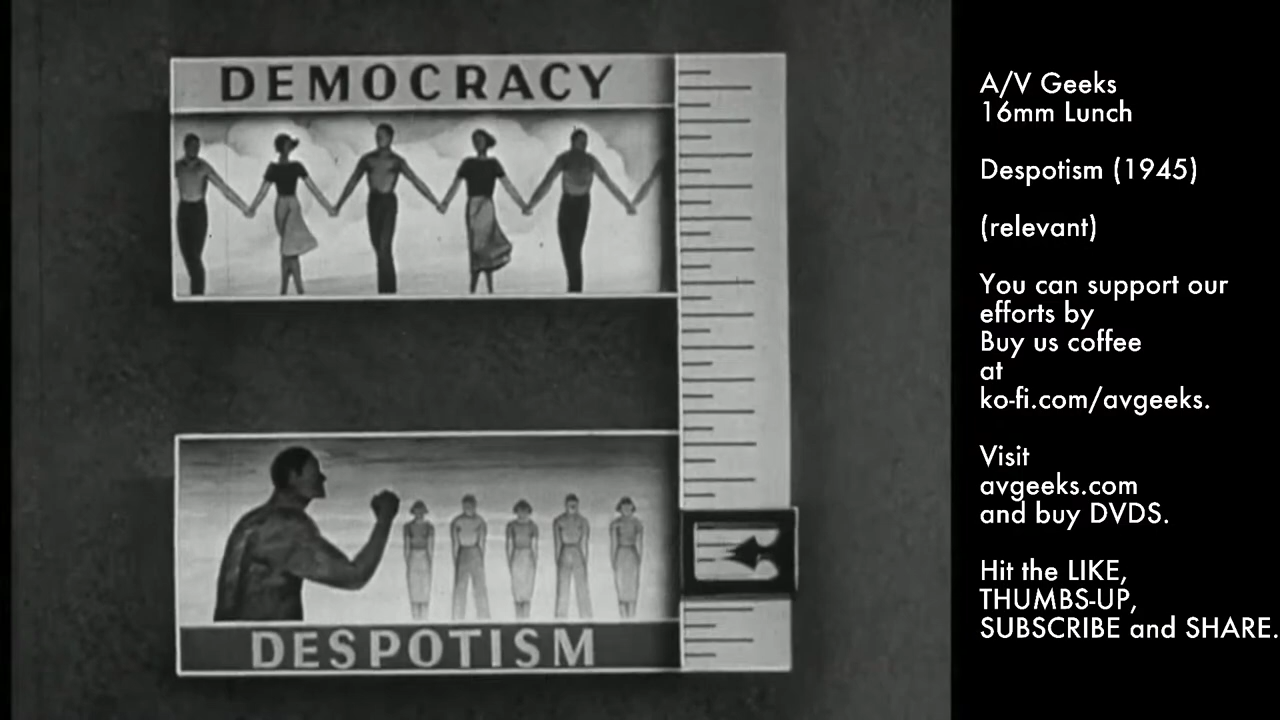 DEMOCRACY
DESPOTISM
A/V Geeks
16mm Lunch
Despotism (1945)
(relevant)
You can support our
efforts by
Buy us coffee
at
ko-fi.com/avgeeks.
Visit
avgeeks.com
and buy DVDS.
Hit the LIKE,
THUMBS-UP,
SUBSCRIBE and SHARE.